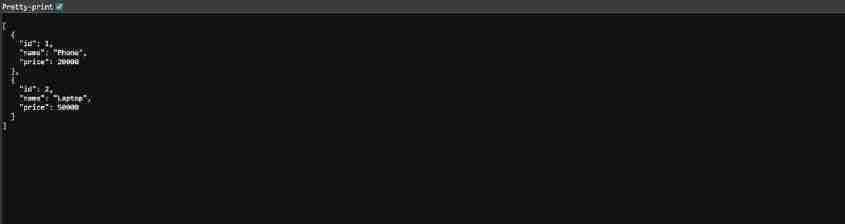 Pretty-print
[
  {
    "id": 1,
    "name": "Phone",
    "price": 20000
  },
  {
    "id": 2,
    "name": "Laptop",
    "price": 50000
  }
]